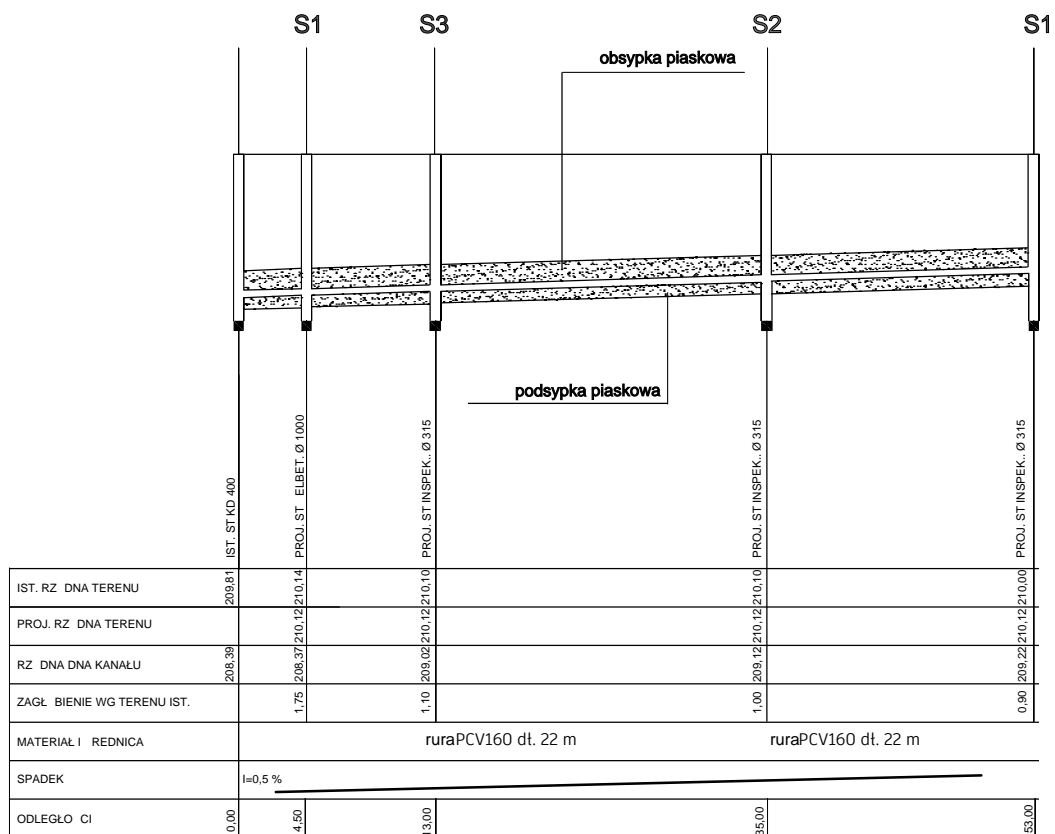 S1 S3 S2 S1
obsypka piaskowa
podsypka piaskowa
IST. ST KD 400
PROJ. ST ELBET. Ø 1000
PROJ. ST INSPEK.. Ø 315
PROJ. ST INSPEK.. Ø 315
PROJ. ST INSPEK.. Ø 315
IST. RZ DNA TERENU 209,81 210,14 210,10 210,10 210,00
PROJ. RZ DNA TERENU 210,12 210,12 210,12 210,12
RZ DNA DNA KANAŁU 208,39 208,37 209,02 209,12 209,22
ZAGŁ BIENIE WG TERENU IST. 1,75 1,10 1,00 0,90
MATERIAŁ I REDNICA ruraPCV160 dł. 22 m ruraPCV160 dł. 22 m
SPADEK I=0,5 %
ODLEGŁO CI 0,00 4,50 13,00 35,00 53,00